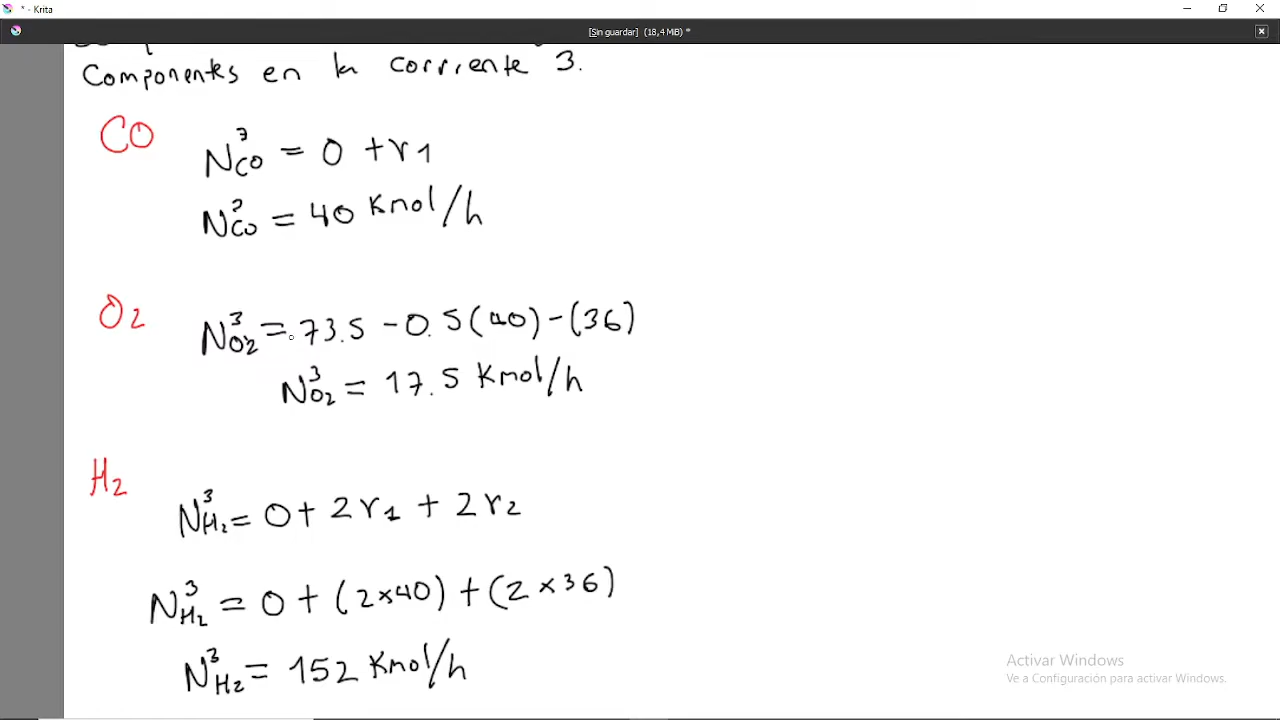 * - Krita
[Sin guardar] (18,4 MB) *
Componentes en la corriente 3.
CO
N³CO = 0 + r1
N³CO = 40 Kmol/h
O2
N³O2 = 73.5 - 0.5(40) - (36)
N³O2 = 17.5 Kmol/h
H2
N³H2 = 0 + 2r1 + 2r2
N³H2 = 0 + (2×40) + (2×36)
N³H2 = 152 Kmol/h
Activar Windows
Ve a Configuración para activar Windows.